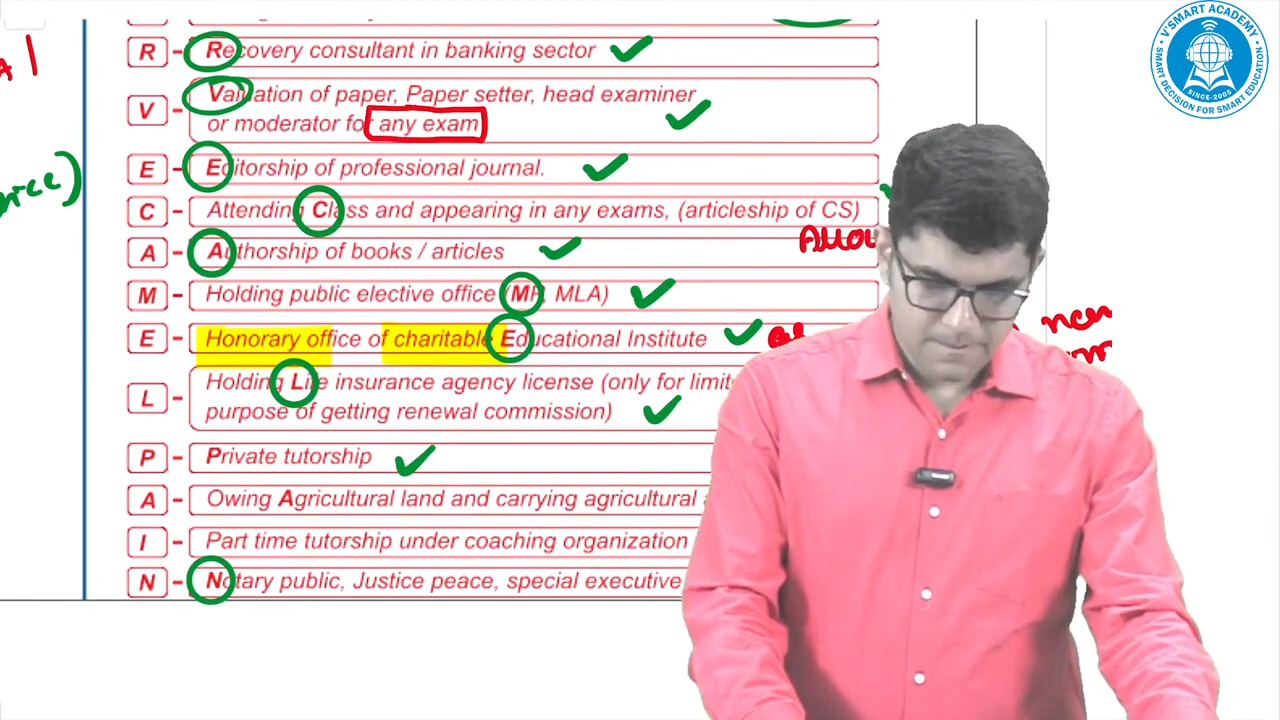 R - Recovery consultant in banking sector
V - Valuation of paper, Paper setter, head examiner
or moderator for any exam
E - Editorship of professional journal.
C - Attending Class and appearing in any exams, (articleship of CS)
A - Authorship of books / articles
M - Holding public elective office (MP, MLA)
E - Honorary office of charitable Educational Institute
L - Holding Life insurance agency license (only for
purpose of getting renewal commission)
P - Private tutorship
A - Owing Agricultural land and carrying agricultural
I - Part time tutorship under coaching organization
N - Notary public, Justice peace, special executive
V'SMART ACADEMY
SMART DECISION FOR SMART EDUCATION
SINCE-2005